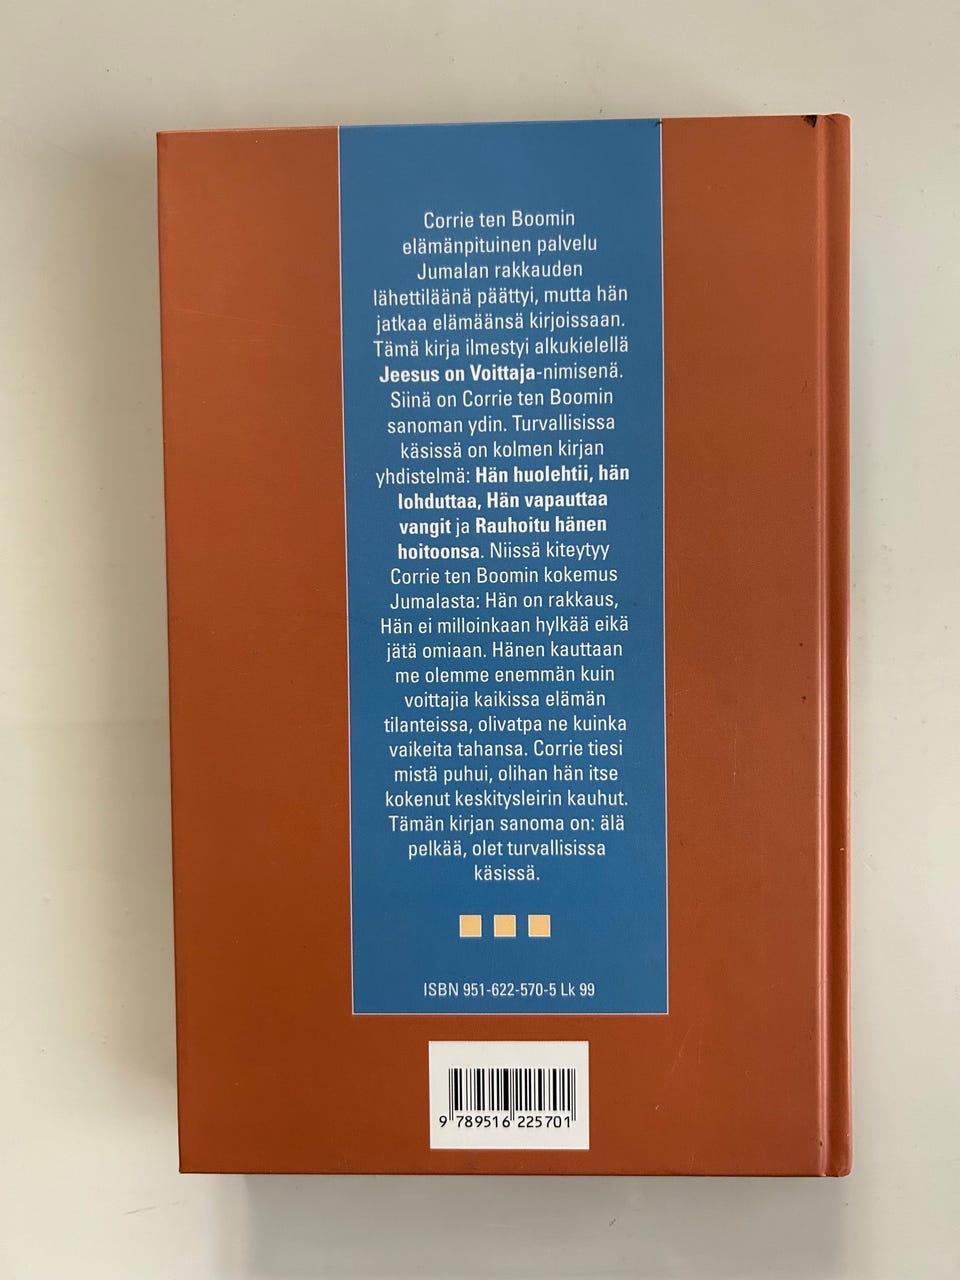 Corrie ten Boomin
elämänpituinen palvelu
Jumalan rakkauden
lähettiläänä päättyi, mutta hän
jatkaa elämäänsä kirjoissaan.
Tämä kirja ilmestyi alkukielellä
Jeesus on Voittaja-nimisenä.
Siinä on Corrie ten Boomin
sanoman ydin. Turvallisissa
käsissä on kolmen kirjan
yhdistelmä: Hän huolehtii, hän
lohduttaa, Hän vapauttaa
vangit ja Rauhoitu hänen
hoitoonsa. Niissä kiteytyy
Corrie ten Boomin kokemus
Jumalasta: Hän on rakkaus,
Hän ei milloinkaan hylkää eikä
jätä omiaan. Hänen kauttaan
me olemme enemmän kuin
voittajia kaikissa elämän
tilanteissa, olivatpa ne kuinka
vaikeita tahansa. Corrie tiesi
mistä puhui, olihan hän itse
kokenut keskitysleirin kauhut.
Tämän kirjan sanoma on: älä
pelkää, olet turvallisissa
käsissä.
ISBN 951-622-570-5 Lk 99
9 789516 225701